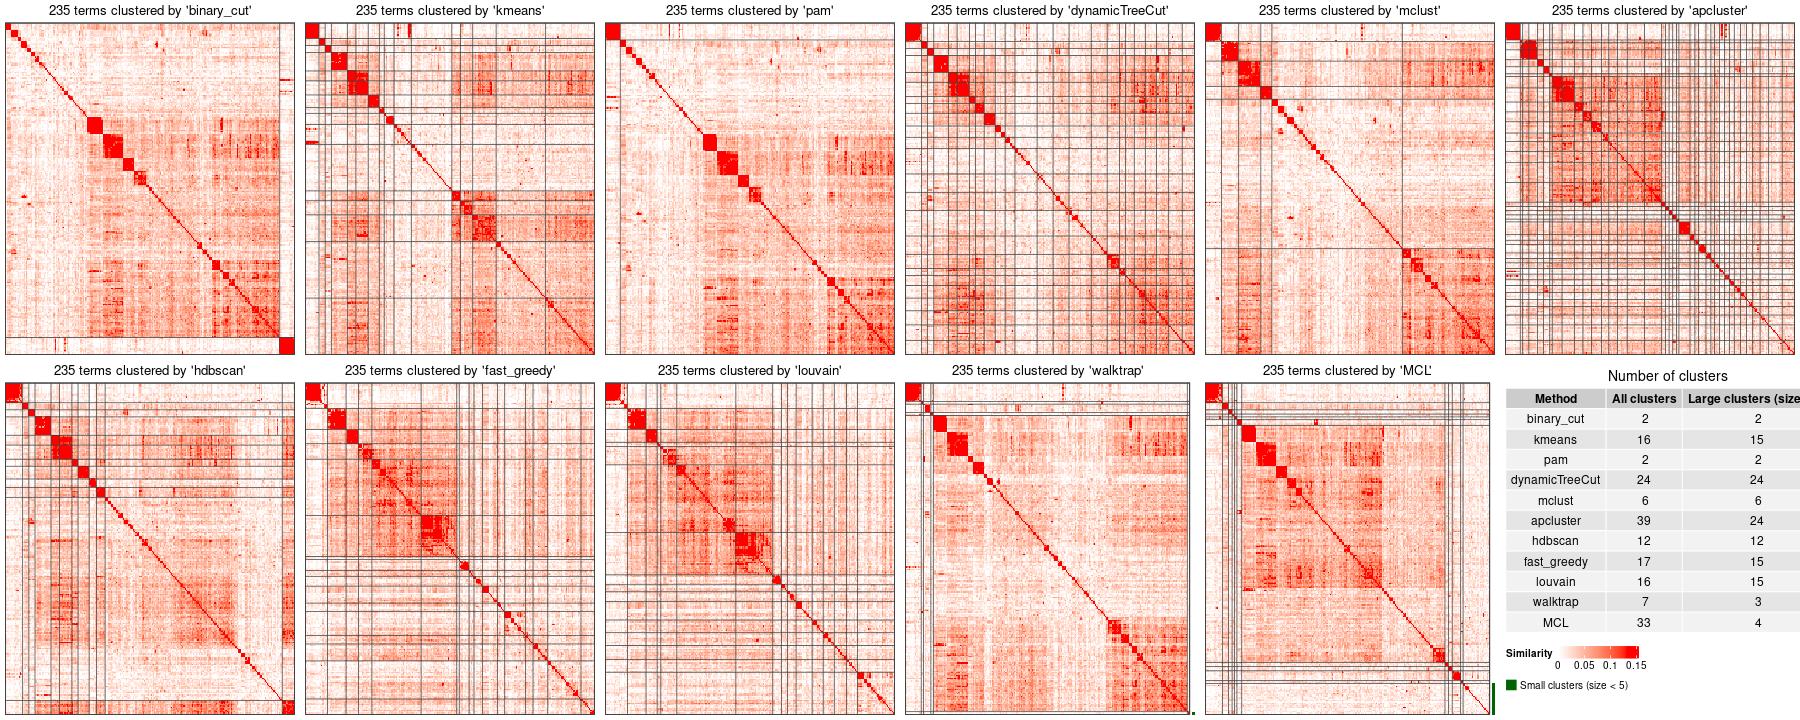 235 terms clustered by 'binary_cut'
235 terms clustered by 'kmeans'
235 terms clustered by 'pam'
235 terms clustered by 'dynamicTreeCut'
235 terms clustered by 'mclust'
235 terms clustered by 'apcluster'
235 terms clustered by 'hdbscan'
235 terms clustered by 'fast_greedy'
235 terms clustered by 'louvain'
235 terms clustered by 'walktrap'
235 terms clustered by 'MCL'
Number of clusters
Method All clusters Large clusters (size
binary_cut 2 2
kmeans 16 15
pam 2 2
dynamicTreeCut 24 24
mclust 6 6
apcluster 39 24
hdbscan 12 12
fast_greedy 17 15
louvain 16 15
walktrap 7 3
MCL 33 4
Similarity
0 0.05 0.1 0.15
Small clusters (size < 5)